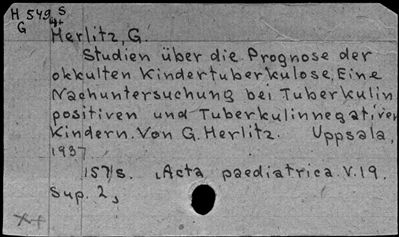 H 549 S
G
Herlitz, G.
Studien über die Prognose der
okkulten Kindertuberkulose. Eine
Nachuntersuchung bei Tuberkulin
positiven und Tuberkulinnegativen
Kindern. Von G. Herlitz. Uppsala,
1937
157 s. (Acta paediatrica. V. 19.
Sup. 2,